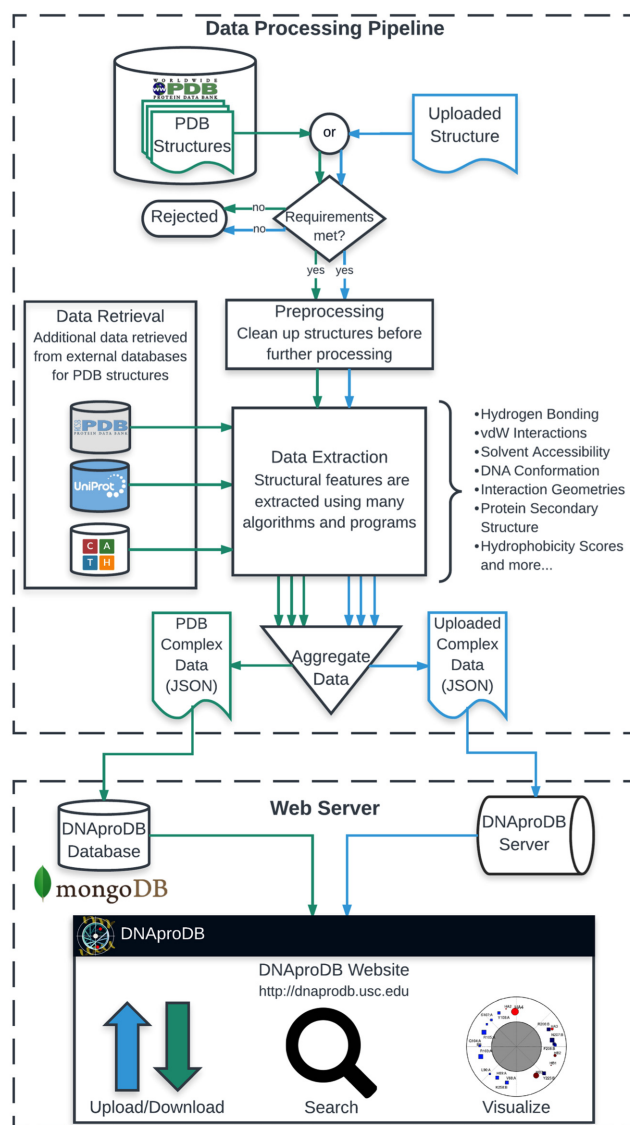 Data Processing Pipeline
WORLDWIDE
PDB
PROTEIN DATA BANK
PDB
Structures
or
Uploaded
Structure
Rejected
no
no
Requirements
met?
yes
yes
Data Retrieval
Additional data retrieved
from external databases
for PDB structures
PDB
PROTEIN DATA BANK
UniProt
C A
T H
Preprocessing
Clean up structures before
further processing
Data Extraction
Structural features are
extracted using many
algorithms and programs
•Hydrogen Bonding
•vdW Interactions
•Solvent Accessibility
•DNA Conformation
•Interaction Geometries
•Protein Secondary
Structure
•Hydrophobicity Scores
and more...
PDB
Complex
Data
(JSON)
Aggregate
Data
Uploaded
Complex
Data
(JSON)
Web Server
DNAproDB
Database
mongoDB
DNAproDB
Server
DNAproDB
DNAproDB Website
http://dnaprodb.usc.edu
Upload/Download
Search
Visualize